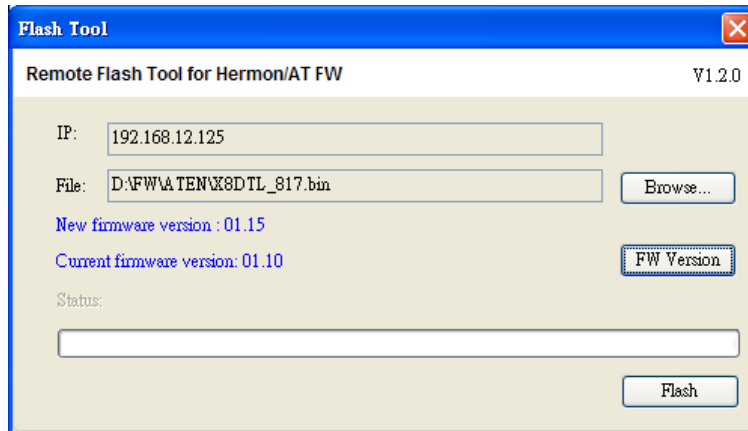 Flash Tool
Remote Flash Tool for Hermon/AT FW V1.2.0
IP: 192.168.12.125
File: D:\FW\ATEN\X8DTL_817.bin Browse...
New firmware version : 01.15
Current firmware version: 01.10 FW Version
Status:
Flash